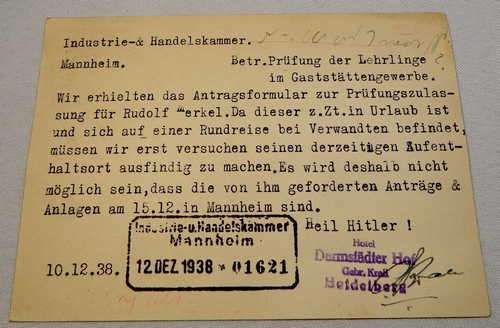 Industrie-& Handelskammer.
Mannheim.
Betr.Prüfung der Lehrlinge
im Gaststättengewerbe.
Wir erhielten das Antragsformular zur Prüfungszulas-
sung für Rudolf "erkel.Da dieser z.Zt.in Urlaub ist
und sich auf einer Rundreise bei Verwandten befindet,
müssen wir erst versuchen seinen derzeitigen Aufent-
haltsort ausfindig zu machen.Es wird deshalb nicht
möglich sein,dass die von ihm geforderten Anträge &
Anlagen am 15.12.in Mannheim sind.
Heil Hitler !
Industrie-u.Handelskammer
Mannheim
12 DEZ. 1938 * 01621
10.12.38.
Hotel
Darmstädter Hof
Gebr. Krall
Heidelberg